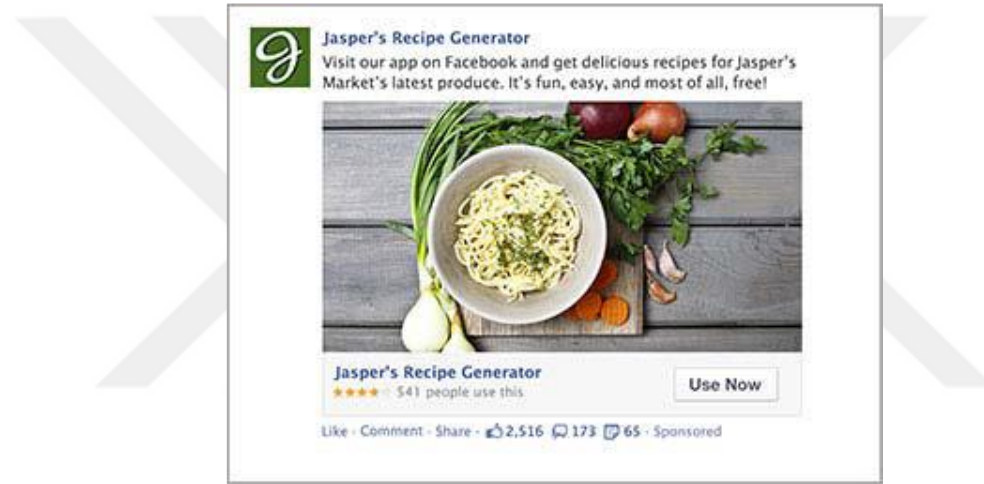 Jasper's Recipe Generator
Visit our app on Facebook and get delicious recipes for Jasper's
Market's latest produce. It's fun, easy, and most of all, free!
Jasper's Recipe Generator
541 people use this
Use Now
Like · Comment · Share · 2,516 173 65 · Sponsored